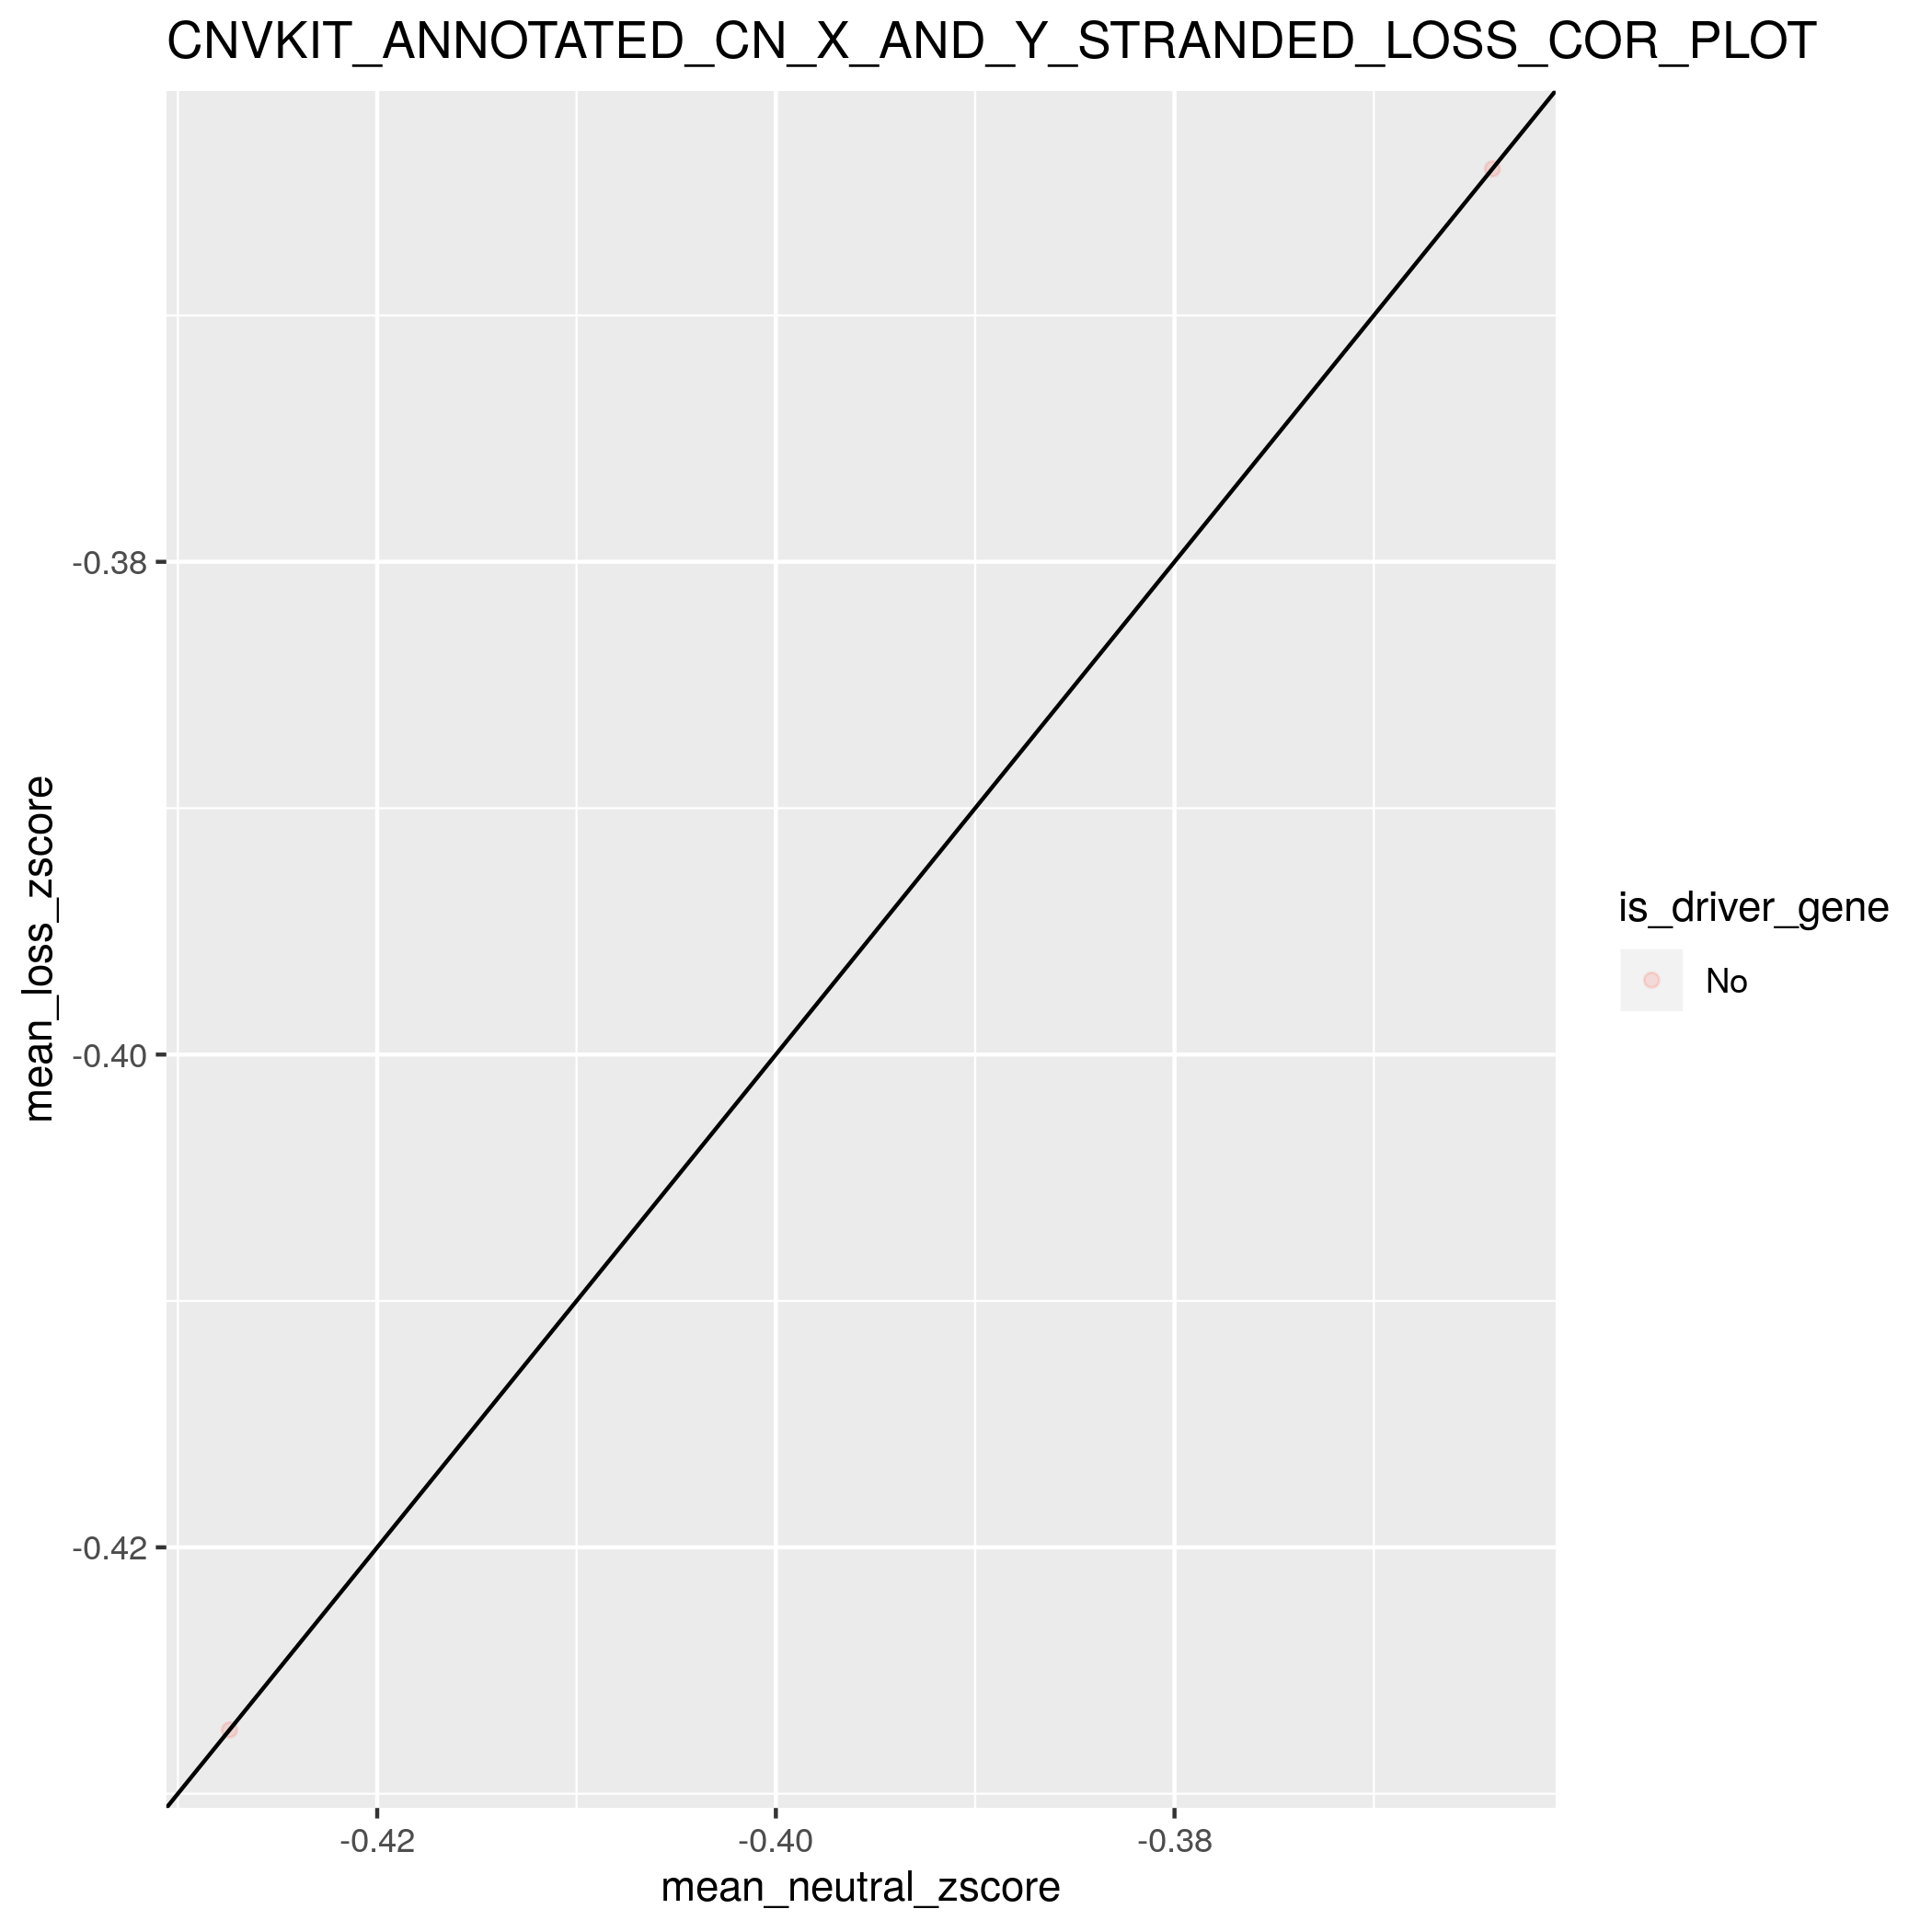 CNVKIT_ANNOTATED_CN_X_AND_Y_STRANDED_LOSS_COR_PLOT
mean_loss_zscore
-0.38
-0.40
-0.42
-0.42
-0.40
-0.38
mean_neutral_zscore
is_driver_gene
No